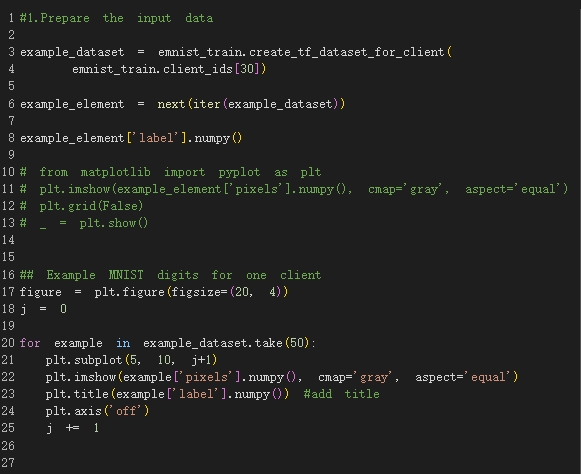 1 #1.Prepare the input data
2
3 example_dataset = emnist_train.create_tf_dataset_for_client(
4         emnist_train.client_ids[30])
5
6 example_element = next(iter(example_dataset))
7
8 example_element['label'].numpy()
9
10 # from matplotlib import pyplot as plt
11 # plt.imshow(example_element['pixels'].numpy(), cmap='gray', aspect='equal')
12 # plt.grid(False)
13 # _ = plt.show()
14
15
16 ## Example MNIST digits for one client
17 figure = plt.figure(figsize=(20, 4))
18 j = 0
19
20 for example in example_dataset.take(50):
21     plt.subplot(5, 10, j+1)
22     plt.imshow(example['pixels'].numpy(), cmap='gray', aspect='equal')
23     plt.title(example['label'].numpy()) #add title
24     plt.axis('off')
25     j += 1
26
27